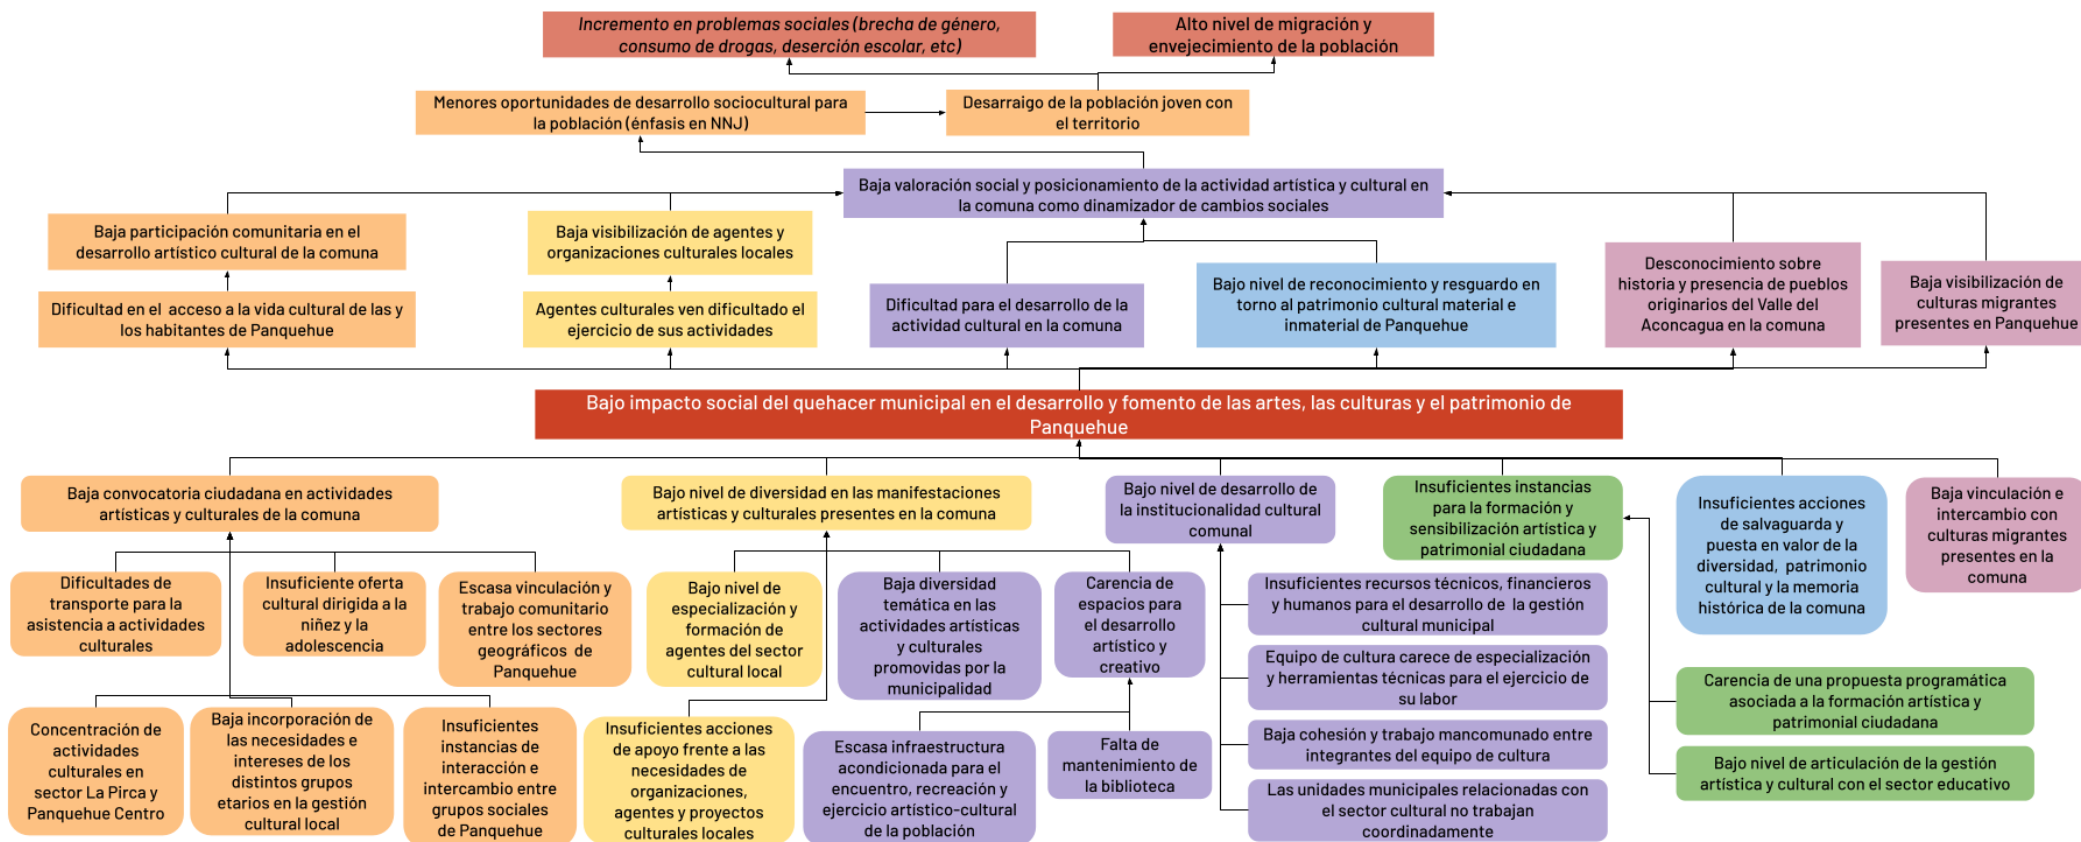 Incremento en problemas sociales (brecha de género,
consumo de drogas, deserción escolar, etc)
Alto nivel de migración y
envejecimiento de la población
Menores oportunidades de desarrollo sociocultural para
la población (énfasis en NNJ)
Desarraigo de la población joven con
el territorio
Baja valoración social y posicionamiento de la actividad artística y cultural en
la comuna como dinamizador de cambios sociales
Baja participación comunitaria en el
desarrollo artístico cultural de la comuna
Baja visibilización de agentes y
organizaciones culturales locales
Dificultad en el acceso a la vida cultural de las y
los habitantes de Panquehue
Agentes culturales ven dificultado el
ejercicio de sus actividades
Dificultad para el desarrollo de la
actividad cultural en la comuna
Bajo nivel de reconocimiento y resguardo en
torno al patrimonio cultural material e
inmaterial de Panquehue
Desconocimiento sobre
historia y presencia de pueblos
originarios del Valle del
Aconcagua en la comuna
Baja visibilización de
culturas migrantes
presentes en Panquehue
Bajo impacto social del quehacer municipal en el desarrollo y fomento de las artes, las culturas y el patrimonio de
Panquehue
Baja convocatoria ciudadana en actividades
artísticas y culturales de la comuna
Bajo nivel de diversidad en las manifestaciones
artísticas y culturales presentes en la comuna
Bajo nivel de desarrollo de
la institucionalidad cultural
comunal
Insuficientes instancias
para la formación y
sensibilización artística y
patrimonial ciudadana
Insuficientes acciones
de salvaguarda y
puesta en valor de la
diversidad, patrimonio
cultural y la memoria
histórica de la comuna
Baja vinculación e
intercambio con
culturas migrantes
presentes en la
comuna
Dificultades de
transporte para la
asistencia a actividades
culturales
Insuficiente oferta
cultural dirigida a la
niñez y la
adolescencia
Escasa vinculación y
trabajo comunitario
entre los sectores
geográficos de
Panquehue
Bajo nivel de
especialización y
formación de
agentes del sector
cultural local
Baja diversidad
temática en las
actividades artísticas
y culturales
promovidas por la
municipalidad
Carencia de
espacios para
el desarrollo
artístico y
creativo
Insuficientes recursos técnicos, financieros
y humanos para el desarrollo de la gestión
cultural municipal
Equipo de cultura carece de especialización
y herramientas técnicas para el ejercicio de
su labor
Baja cohesión y trabajo mancomunado entre
integrantes del equipo de cultura
Las unidades municipales relacionadas con
el sector cultural no trabajan
coordinadamente
Carencia de una propuesta programática
asociada a la formación artística y
patrimonial ciudadana
Bajo nivel de articulación de la gestión
artística y cultural con el sector educativo
Concentración de
actividades
culturales en
sector La Pirca y
Panquehue Centro
Baja incorporación de
las necesidades e
intereses de los
distintos grupos
etarios en la gestión
cultural local
Insuficientes
instancias de
interacción e
intercambio entre
grupos sociales
de Panquehue
Insuficientes acciones
de apoyo frente a las
necesidades de
organizaciones,
agentes y proyectos
culturales locales
Escasa infraestructura
acondicionada para el
encuentro, recreación y
ejercicio artístico-cultural
de la población
Falta de
mantenimiento de
la biblioteca